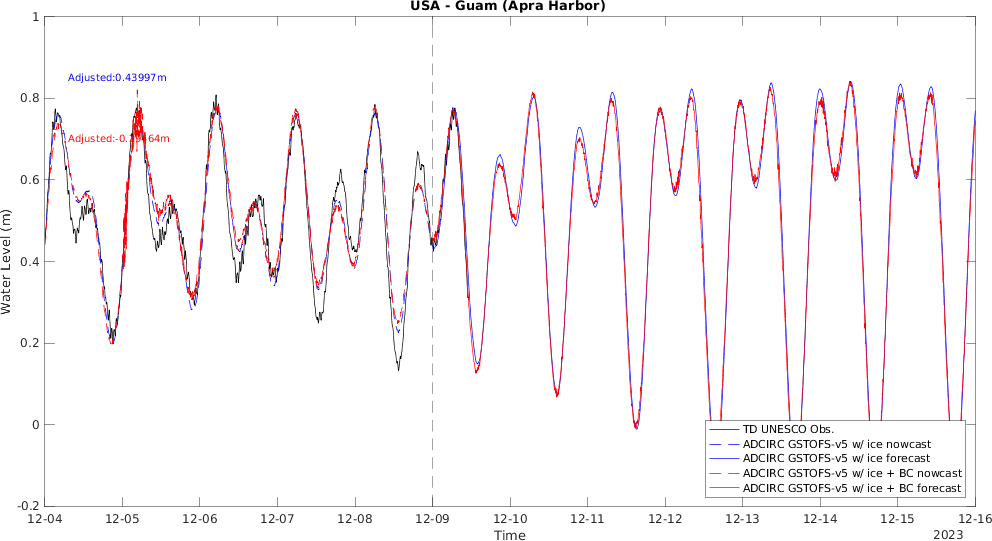 USA - Guam (Apra Harbor)
1
0.8
0.6
0.4
0.2
0
-0.2
Water Level (m)
Adjusted:0.43997m
12-04
12-05
12-06
12-07
12-08
12-09
12-10
12-11
12-12
12-13
12-14
12-15
12-16
Time
2023
TD UNESCO Obs.
ADCIRC GSTOFS-v5 w/ ice nowcast
ADCIRC GSTOFS-v5 w/ ice forecast
ADCIRC GSTOFS-v5 w/ ice + BC nowcast
ADCIRC GSTOFS-v5 w/ ice + BC forecast